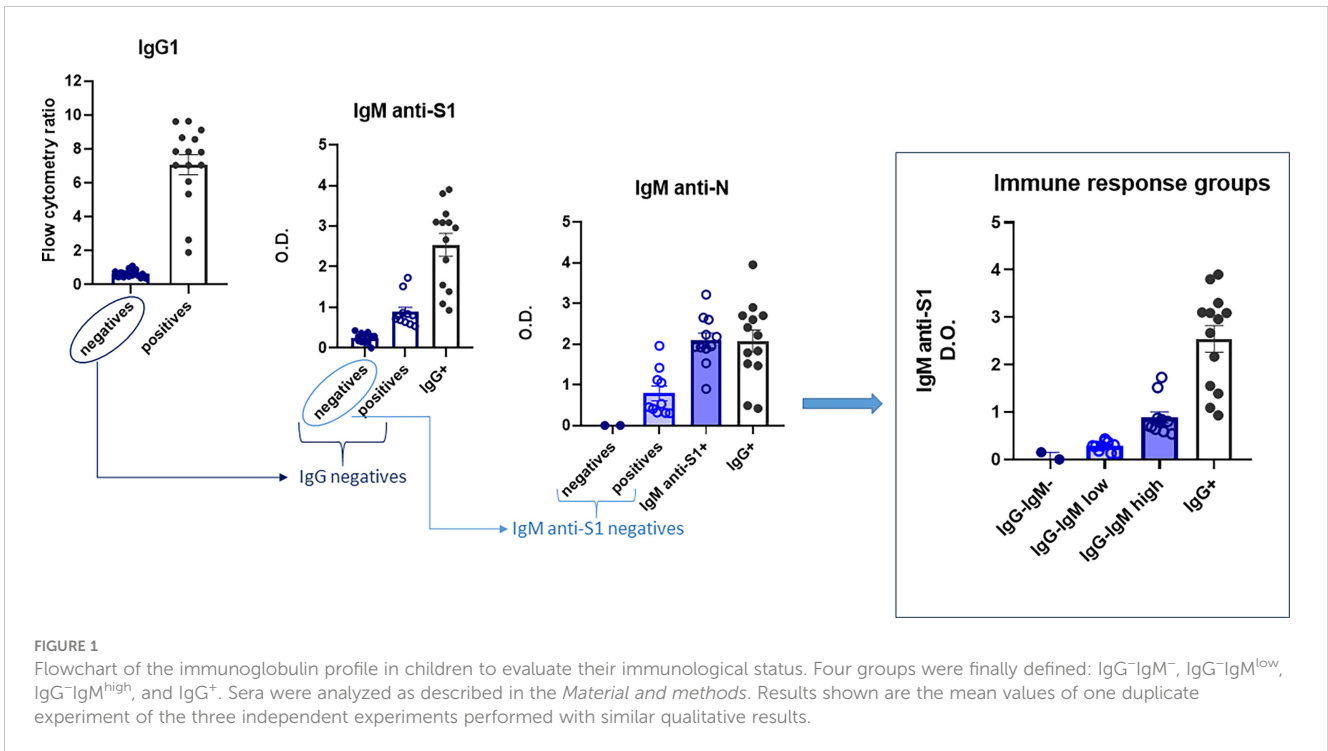 IgG1
Flow cytometry ratio
12
10
8
6
4
2
0
negatives
positives
IgM anti-S1
O.D.
5
4
3
2
1
0
negatives
positives
IgG+
IgG negatives
IgM anti-N
O.D.
5
4
3
2
1
0
negatives
positives
IgM anti-S1+
IgG+
IgM anti-S1 negatives
Immune response groups
IgM anti-S1
D.O.
5
4
3
2
1
0
IgG-IgM-
IgG-IgM low
IgG-IgM high
IgG+
FIGURE 1
Flowchart of the immunoglobulin profile in children to evaluate their immunological status. Four groups were finally defined: IgG⁻IgM⁻, IgG⁻IgMˡᵒʷ,
IgG⁻IgMʰⁱᵍʰ, and IgG⁺. Sera were analyzed as described in the Material and methods. Results shown are the mean values of one duplicate
experiment of the three independent experiments performed with similar qualitative results.